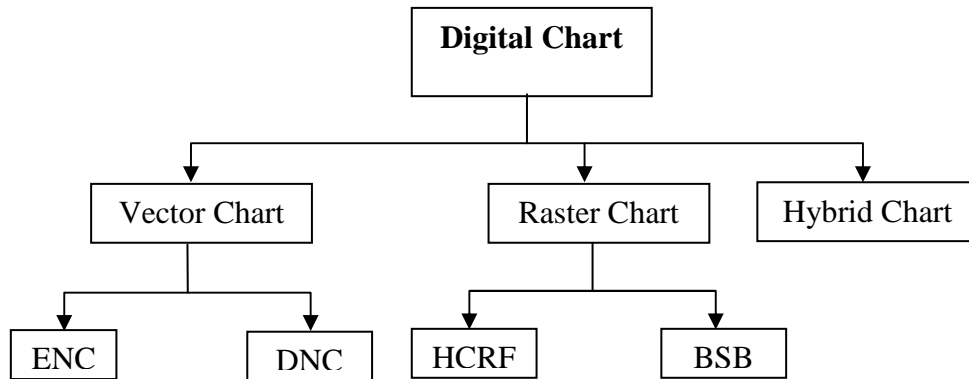 Digital Chart
Vector Chart
Raster Chart
Hybrid Chart
ENC
DNC
HCRF
BSB